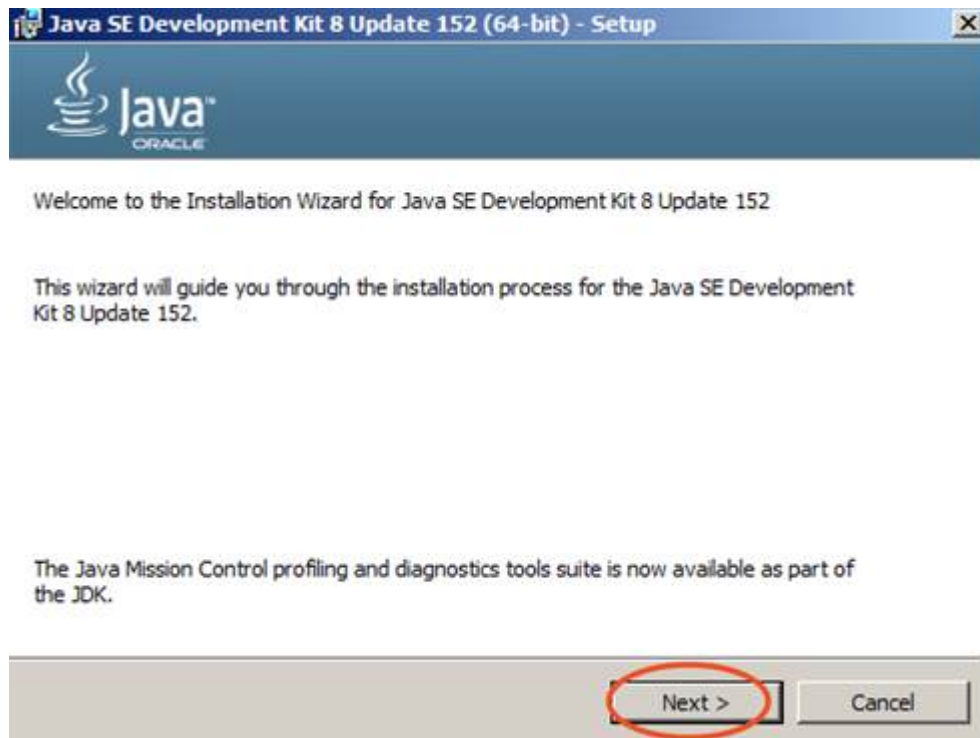 Java SE Development Kit 8 Update 152 (64-bit) - Setup
Java™
ORACLE
Welcome to the Installation Wizard for Java SE Development Kit 8 Update 152
This wizard will guide you through the installation process for the Java SE Development
Kit 8 Update 152.
The Java Mission Control profiling and diagnostics tools suite is now available as part of
the JDK.
Next > Cancel